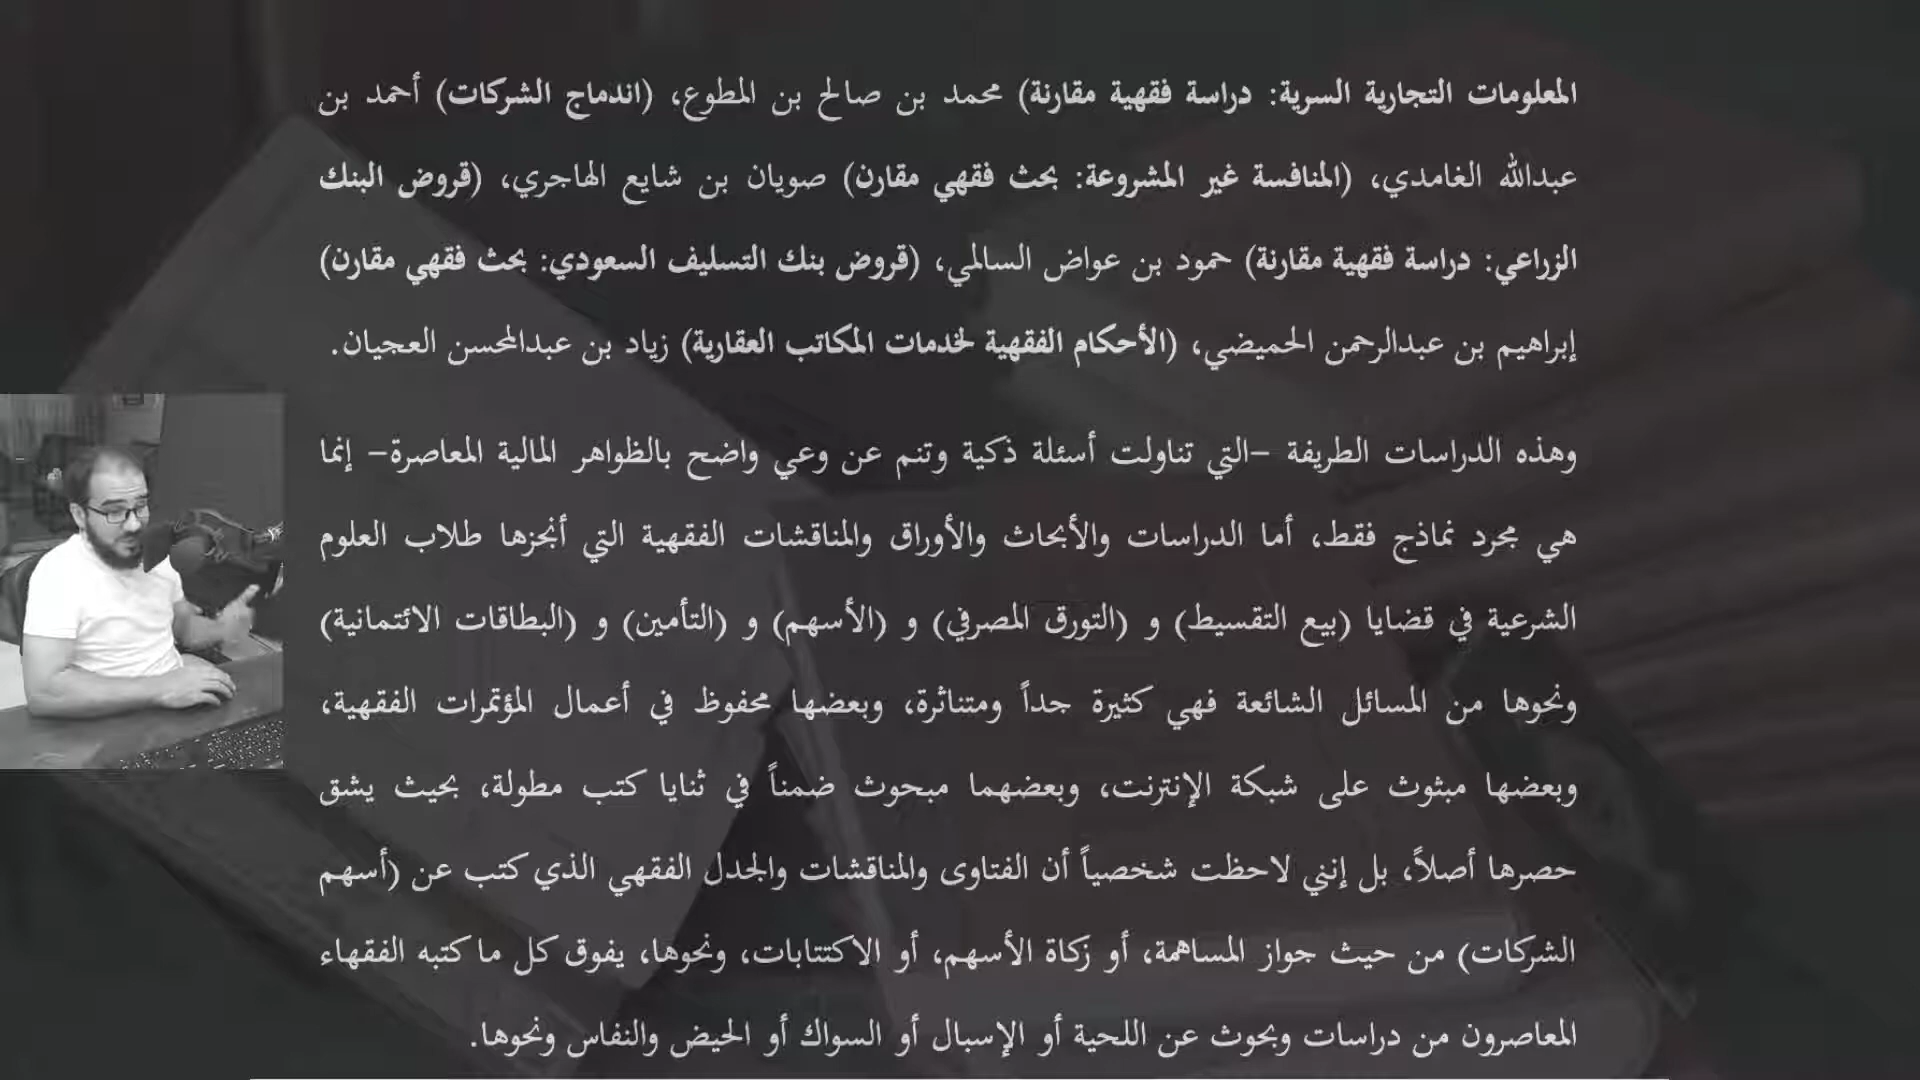 المعلومات التجارية السرية: دراسة فقهية مقارنة) محمد بن صالح بن المطوع، (اندماج الشركات) أحمد بن
عبدالله الغامدي، (المنافسة غير المشروعة: بحث فقهي مقارن) صويان بن شايع الهاجري، (قروض البنك
الزراعي: دراسة فقهية مقارنة) حمود بن عواض السالمي، (قروض بنك التسليف السعودي: بحث فقهي مقارن)
إبراهيم بن عبدالرحمن الحميضي، (الأحكام الفقهية لخدمات المكاتب العقارية) زياد بن عبدالمحسن العجيان.
وهذه الدراسات الطريفة -التي تناولت أسئلة ذكية وتنم عن وعي واضح بالظواهر المالية المعاصرة- إنما
هي مجرد نماذج فقط، أما الدراسات والأبحاث والأوراق والمناقشات الفقهية التي أنجزها طلاب العلوم
الشرعية في قضايا (بيع التقسيط) و (التورق المصرفي) و (الأسهم) و (التأمين) و (البطاقات الائتمانية)
ونحوها من المسائل الشائعة فهي كثيرة جداً ومتناثرة، وبعضها محفوظ في أعمال المؤتمرات الفقهية،
وبعضها مبثوث على شبكة الإنترنت، وبعضهما مبحوث ضمناً في ثنايا كتب مطولة، بحيث يشق
حصرها أصلاً، بل إنني لاحظت شخصياً أن الفتاوى والمناقشات والجدل الفقهي الذي كتب عن (أسهم
الشركات) من حيث جواز المساهمة، أو زكاة الأسهم، أو الاكتتابات، ونحوها، يفوق كل ما كتبه الفقهاء
المعاصرون من دراسات وبحوث عن اللحية أو الإسبال أو السواك أو الحيض والنفاس ونحوها.